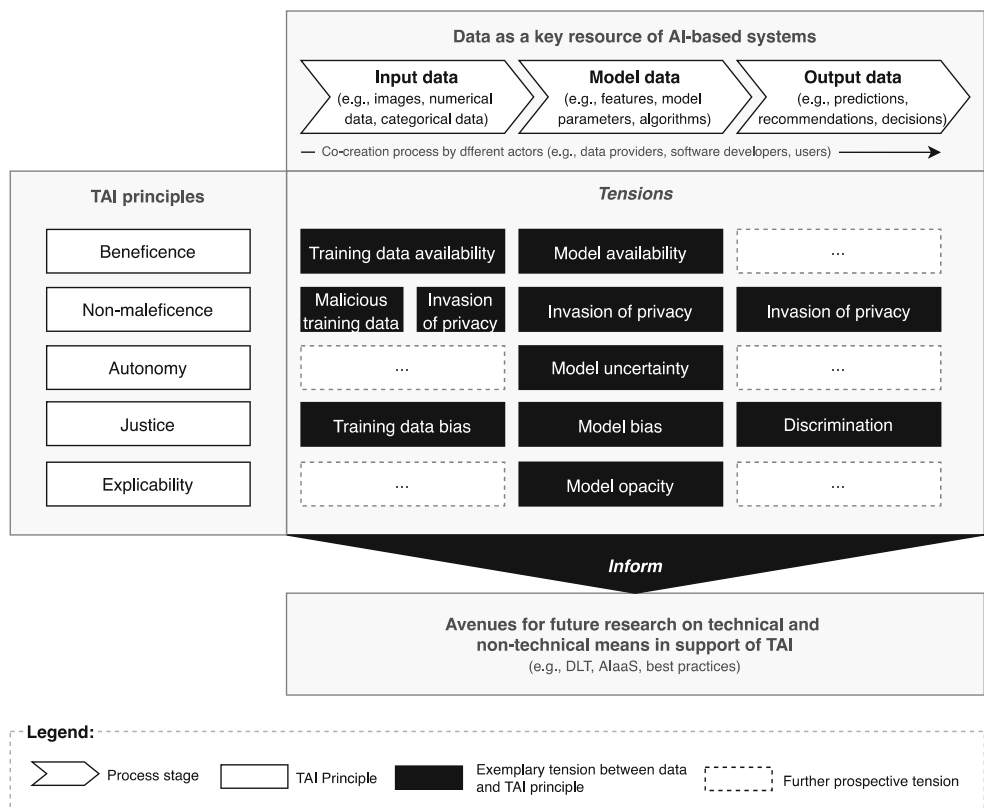 Data as a key resource of AI-based systems
Input data
(e.g., images, numerical
data, categorical data)
Model data
(e.g., features, model
parameters, algorithms)
Output data
(e.g., predictions,
recommendations, decisions)
Co-creation process by dfferent actors (e.g., data providers, software developers, users)
TAI principles
Tensions
Beneficence
Training data availability
Model availability
...
Non-maleficence
Malicious
training data
Invasion
of privacy
Invasion of privacy
Invasion of privacy
Autonomy
...
Model uncertainty
...
Justice
Training data bias
Model bias
Discrimination
Explicability
...
Model opacity
...
Inform
Avenues for future research on technical and
non-technical means in support of TAI
(e.g., DLT, AIaaS, best practices)
Legend:
Process stage
TAI Principle
Exemplary tension between data
and TAI principle
Further prospective tension